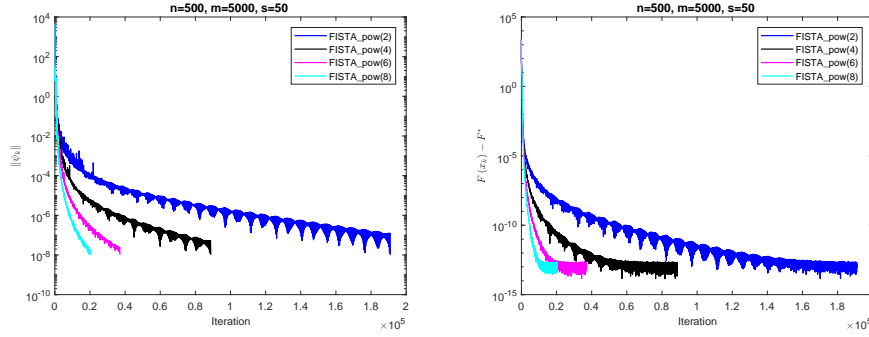 n=500, m=5000, s=50
10^4
10^2
10^0
10^-2
10^-4
10^-6
10^-8
10^-10
‖ψ_k‖
FISTA_pow(2)
FISTA_pow(4)
FISTA_pow(6)
FISTA_pow(8)
0 0.2 0.4 0.6 0.8 1 1.2 1.4 1.6 1.8 2
Iteration
×10^5
n=500, m=5000, s=50
10^5
10^0
10^-5
10^-10
10^-15
F (x_k) − F*
FISTA_pow(2)
FISTA_pow(4)
FISTA_pow(6)
FISTA_pow(8)
0 0.2 0.4 0.6 0.8 1 1.2 1.4 1.6 1.8 2
Iteration
×10^5